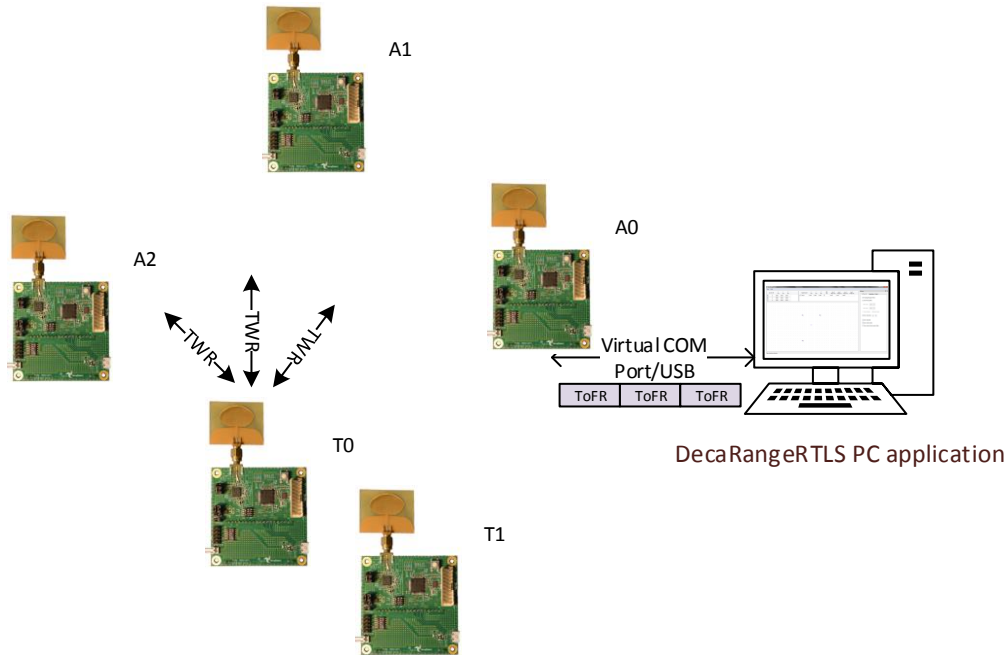 A1
A0
A2
TWR
TWR
TWR
Virtual COM
Port/USB
ToFR
ToFR
ToFR
T0
DecaRangeRTLS PC application
T1